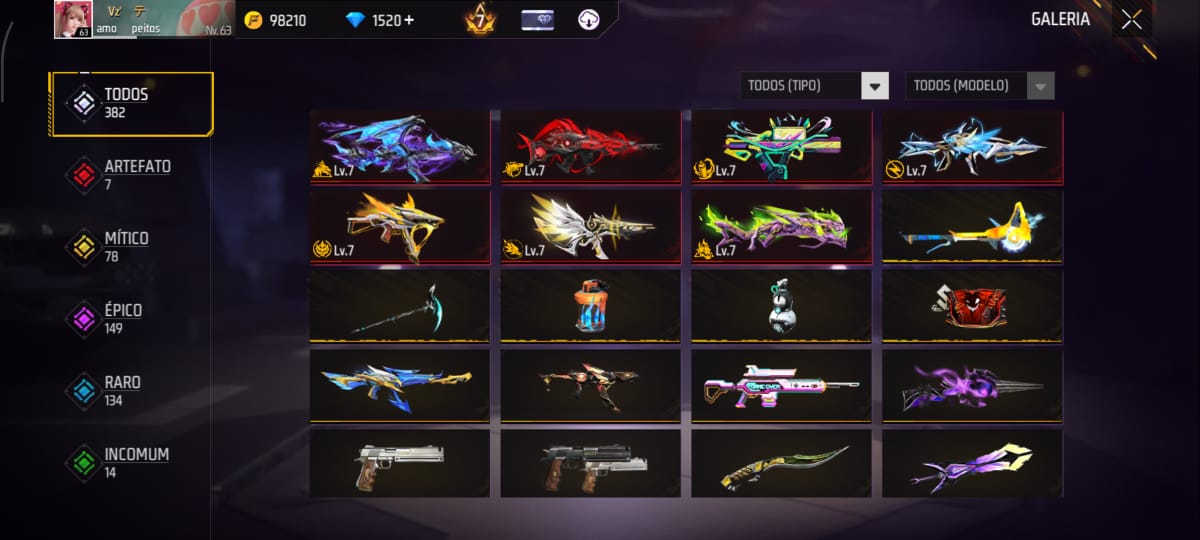 Vz 〒
amo peitos
63
Nv.63
98210
1520+
7
GALERIA
TODOS
382
ARTEFATO
7
MÍTICO
78
ÉPICO
149
RARO
134
INCOMUM
14
TODOS (TIPO)
TODOS (MODELO)
Lv.7
Lv.7
Lv.7
Lv.7
Lv.7
Lv.7
Lv.7
GAME OVER